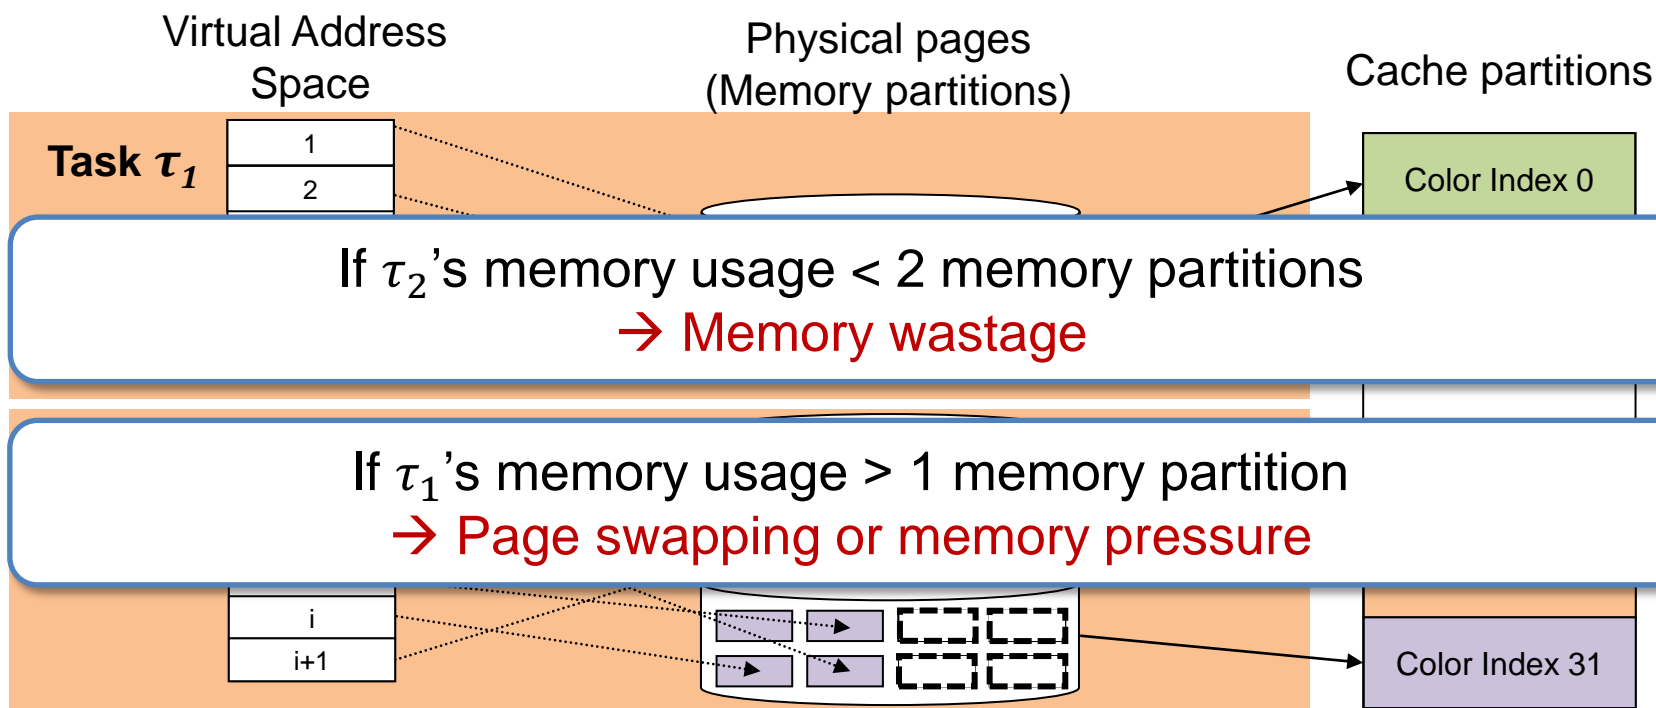 Virtual Address
Space
Physical pages
(Memory partitions)
Cache partitions
Task τ₁
1
2
Color Index 0
If τ₂’s memory usage < 2 memory partitions
→ Memory wastage
If τ₁’s memory usage > 1 memory partition
→ Page swapping or memory pressure
i
i+1
Color Index 31